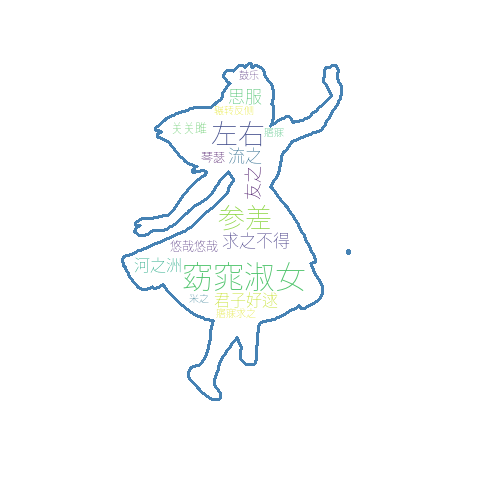 鼓乐
思服
辗转反侧
左右
关关雎
寤寐
琴瑟
流之
友之
参差
求之不得
悠哉悠哉
河之洲
窈窕淑女
采之
君子好逑
寤寐求之